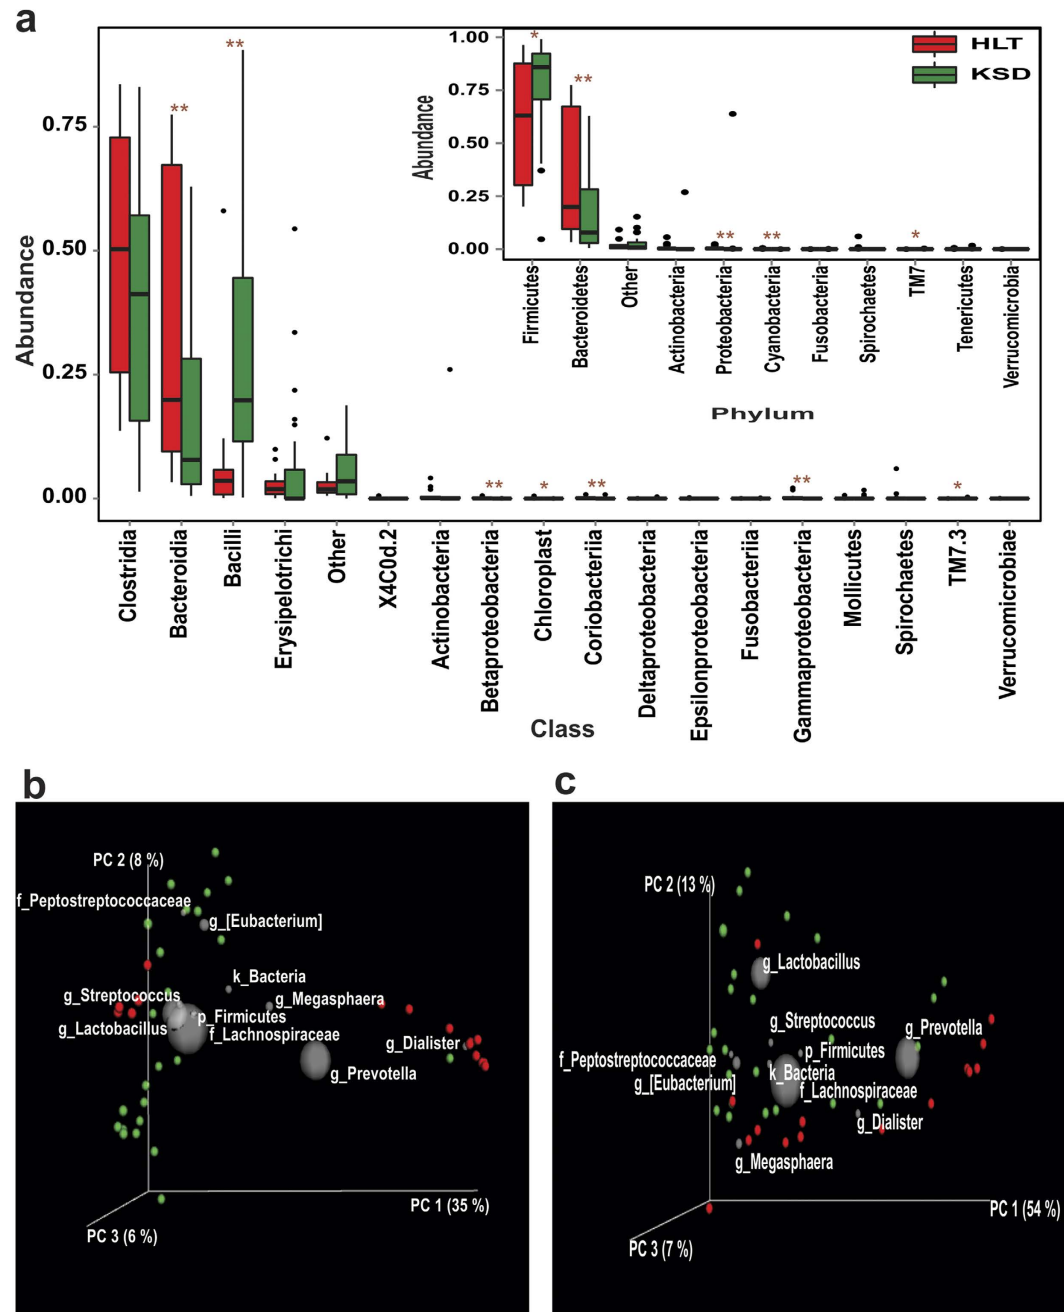 a
**
**
0.75
0.50
0.25
0.00
Abundance
1.00
0.75
0.50
0.25
0.00
Abundance
*
**
**
**
*
HLT
KSD
Firmicutes
Bacteroidetes
Other
Actinobacteria
Proteobacteria
Cyanobacteria
Fusobacteria
Spirochaetes
TM7
Tenericutes
Verrucomicrobia
Phylum
**
*
**
**
*
Clostridia
Bacteroidia
Bacilli
Erysipelotrichi
Other
X4C0d.2
Actinobacteria
Betaproteobacteria
Chloroplast
Coriobacteriia
Deltaproteobacteria
Epsilonproteobacteria
Fusobacteriia
Gammaproteobacteria
Mollicutes
Spirochaetes
TM7.3
Verrucomicrobiae
Class
b
PC 2 (8 %)
f_Peptostreptococcaceae
g_[Eubacterium]
k_Bacteria
g_Streptococcus
g_Megasphaera
p_Firmicutes
g_Lactobacillus
f_Lachnospiraceae
g_Dialister
g_Prevotella
PC 1 (35 %)
PC 3 (6 %)
c
PC 2 (13 %)
g_Lactobacillus
g_Streptococcus
g_Prevotella
p_Firmicutes
f_Peptostreptococcaceae
k_Bacteria
g_[Eubacterium]
f_Lachnospiraceae
g_Dialister
g_Megasphaera
PC 1 (54 %)
PC 3 (7 %)